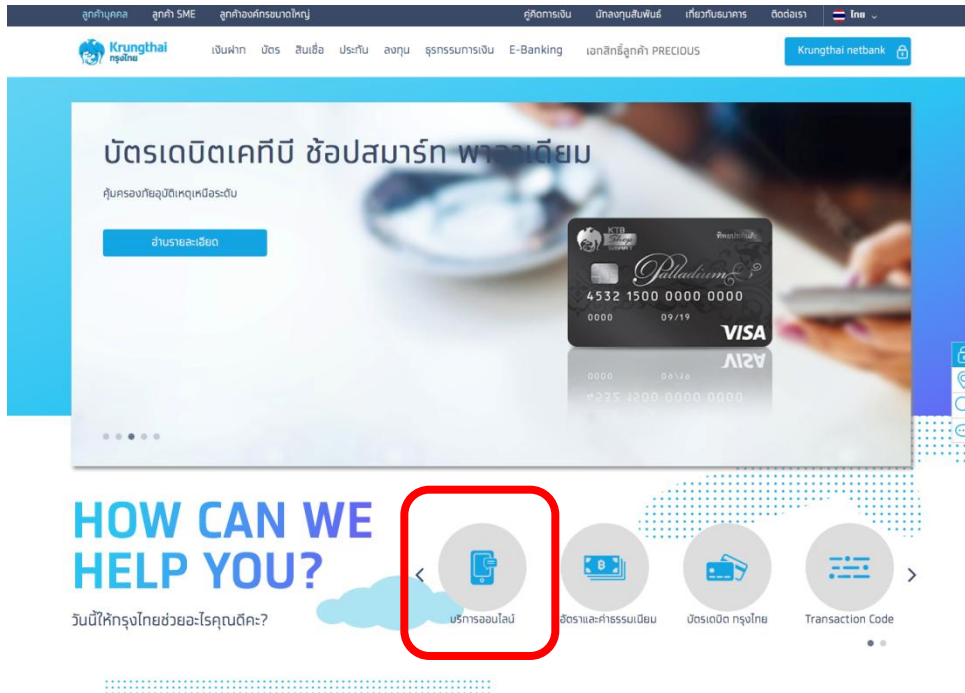 ลูกค้าบุคคล ลูกค้า SME ลูกค้าองค์กรขนาดใหญ่ คู่คิดการเงิน นักลงทุนสัมพันธ์ เกี่ยวกับธนาคาร ติดต่อเรา ไทย
Krungthai
กรุงไทย
เงินฝาก บัตร สินเชื่อ ประกัน ลงทุน ธุรกรรมการเงิน E-Banking เอกสิทธิ์ลูกค้า PRECIOUS Krungthai netbank
บัตรเดบิตเคทีบี ช้อปสมาร์ท พาลาเดียม
คุ้มครองภัยอุบัติเหตุเหนือระดับ
อ่านรายละเอียด
KTB
Shop
SMART
ทิพยประกันภัย
Palladium
4532 1500 0000 0000
0000 09/19
VISA
HOW CAN WE
HELP YOU?
วันนี้ให้กรุงไทยช่วยอะไรคุณดีคะ?
บริการออนไลน์ อัตราและค่าธรรมเนียม บัตรเดบิต กรุงไทย Transaction Code